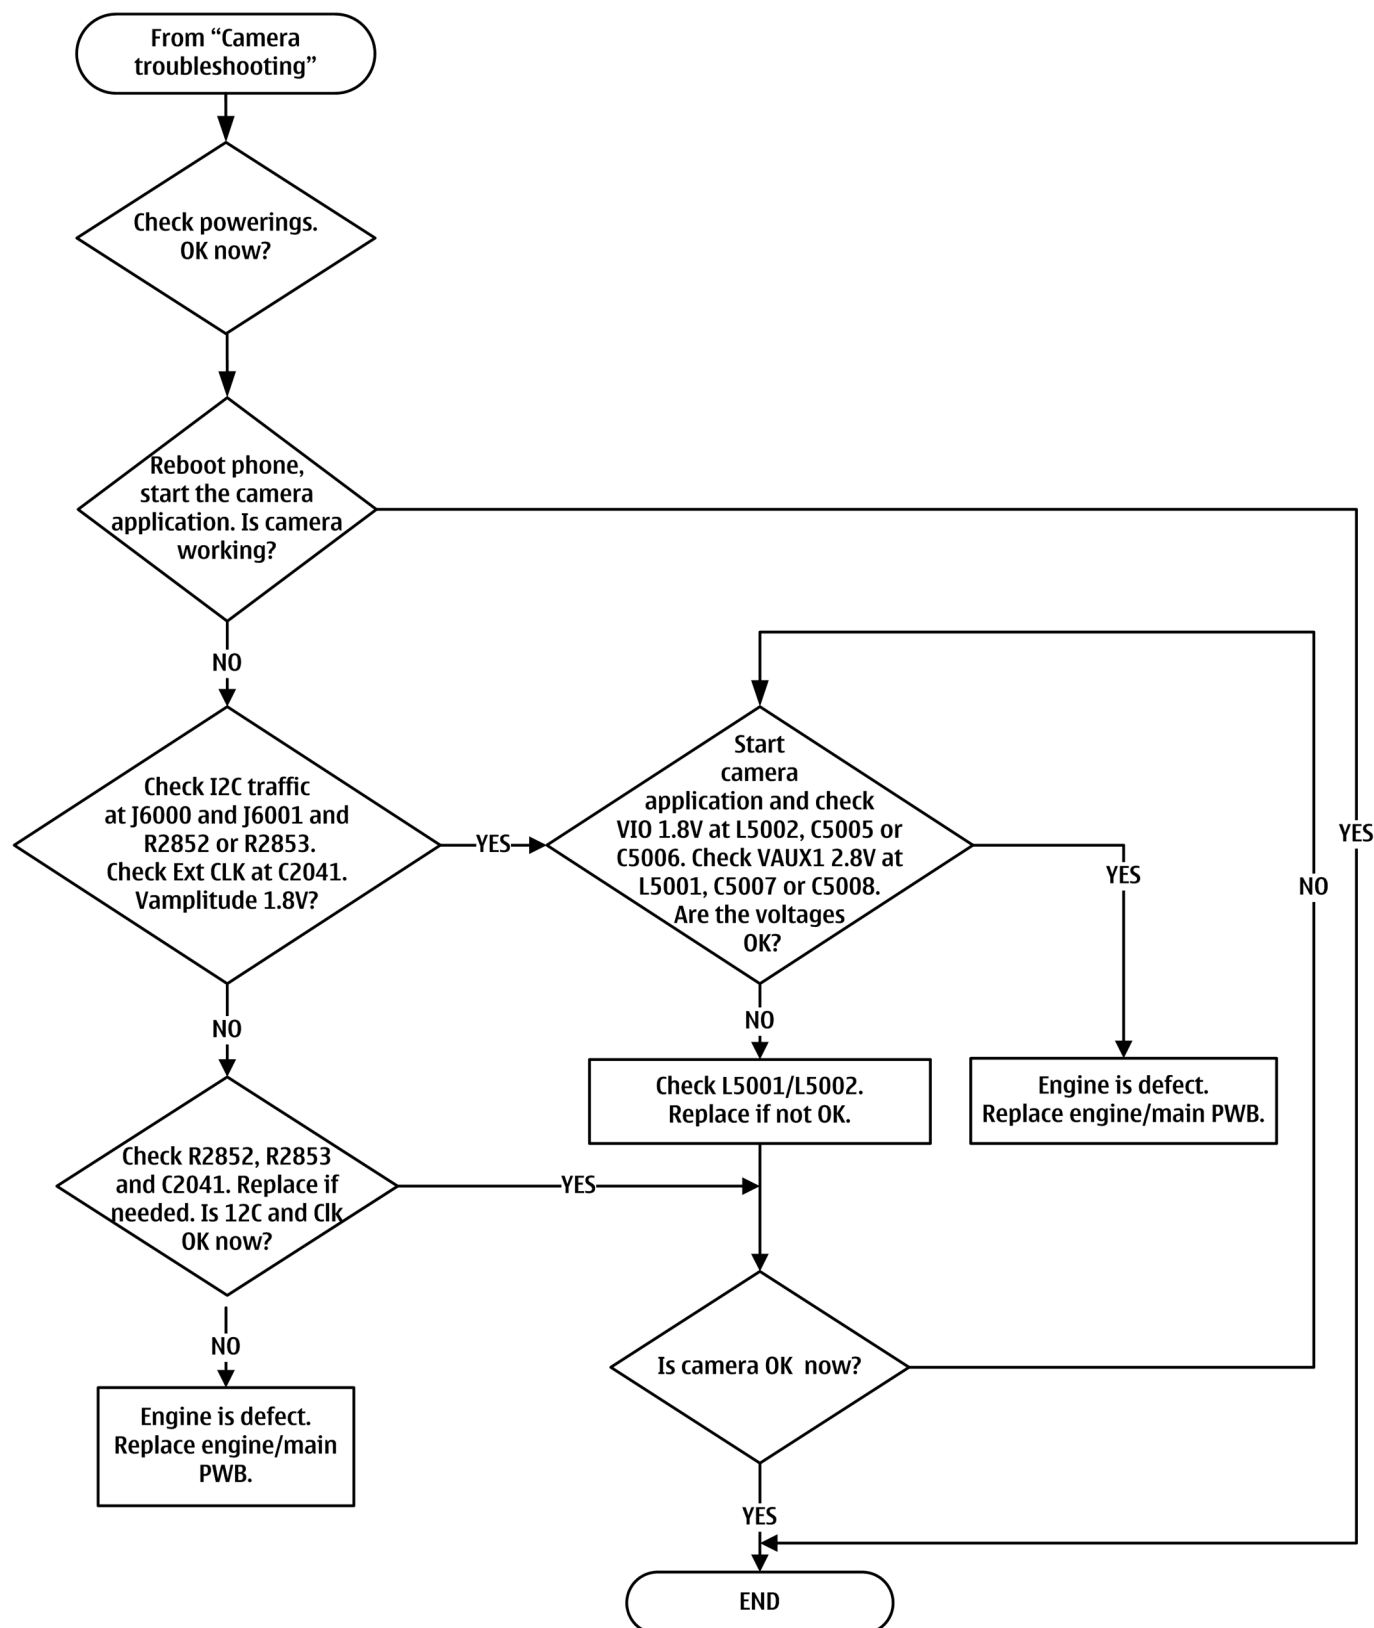 From “Camera
troubleshooting”
Check powerings.
OK now?
Reboot phone,
start the camera
application. Is camera
working?
YES
NO
Check I2C traffic
at J6000 and J6001 and
R2852 or R2853.
Check Ext CLK at C2041.
Vamplitude 1.8V?
YES
Start
camera
application and check
VIO 1.8V at L5002, C5005 or
C5006. Check VAUX1 2.8V at
L5001, C5007 or C5008.
Are the voltages
OK?
YES
NO
NO
NO
Check L5001/L5002.
Replace if not OK.
Engine is defect.
Replace engine/main PWB.
Check R2852, R2853
and C2041. Replace if
needed. Is 12C and Clk
OK now?
YES
NO
Is camera OK now?
Engine is defect.
Replace engine/main
PWB.
YES
END